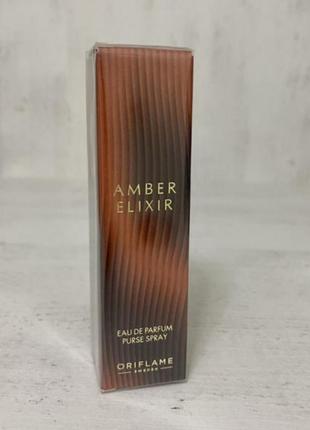 AMBER
ELIXIR
EAU DE PARFUM
PURSE SPRAY
ORIFLAME
SWEDEN